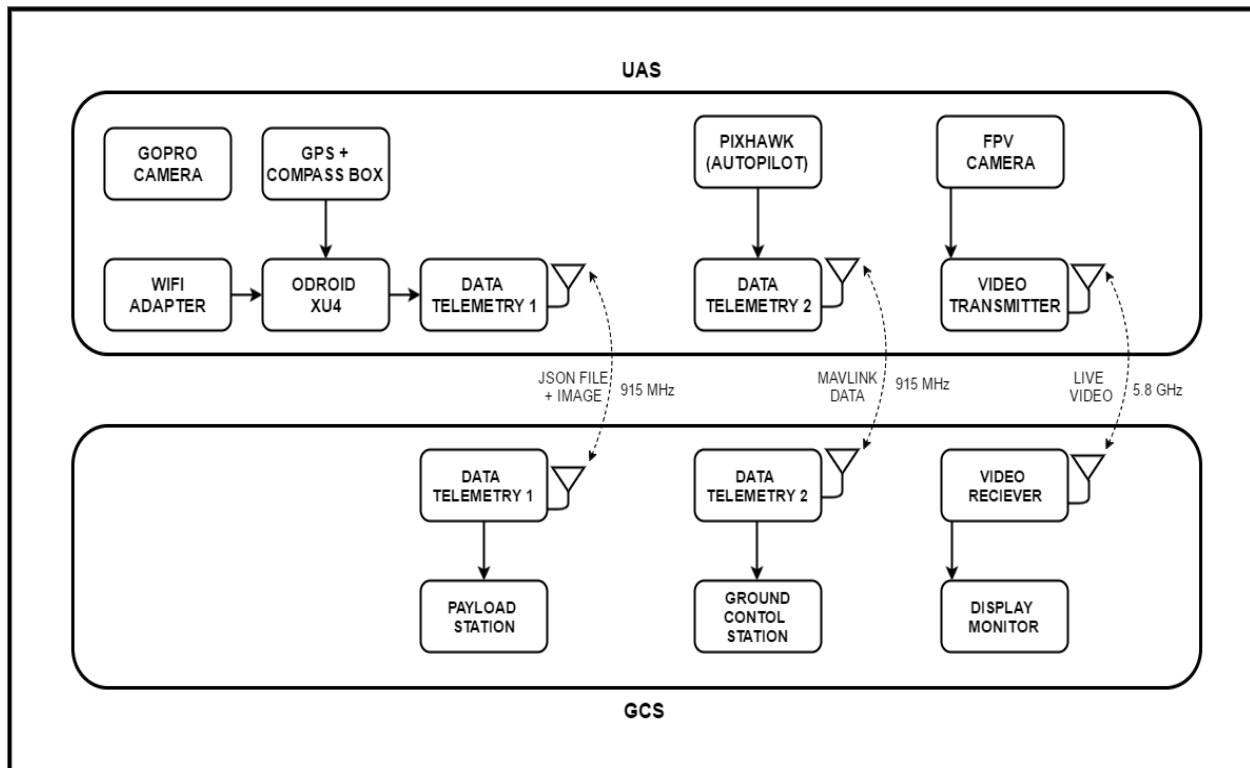 UAS
GOPRO
CAMERA
GPS +
COMPASS BOX
PIXHAWK
(AUTOPILOT)
FPV
CAMERA
WIFI
ADAPTER
ODROID
XU4
DATA
TELEMETRY 1
DATA
TELEMETRY 2
VIDEO
TRANSMITTER
JSON FILE
+ IMAGE
915 MHz
MAVLINK
DATA
915 MHz
LIVE
VIDEO
5.8 GHz
DATA
TELEMETRY 1
DATA
TELEMETRY 2
VIDEO
RECIEVER
PAYLOAD
STATION
GROUND
CONTOL
STATION
DISPLAY
MONITOR
GCS